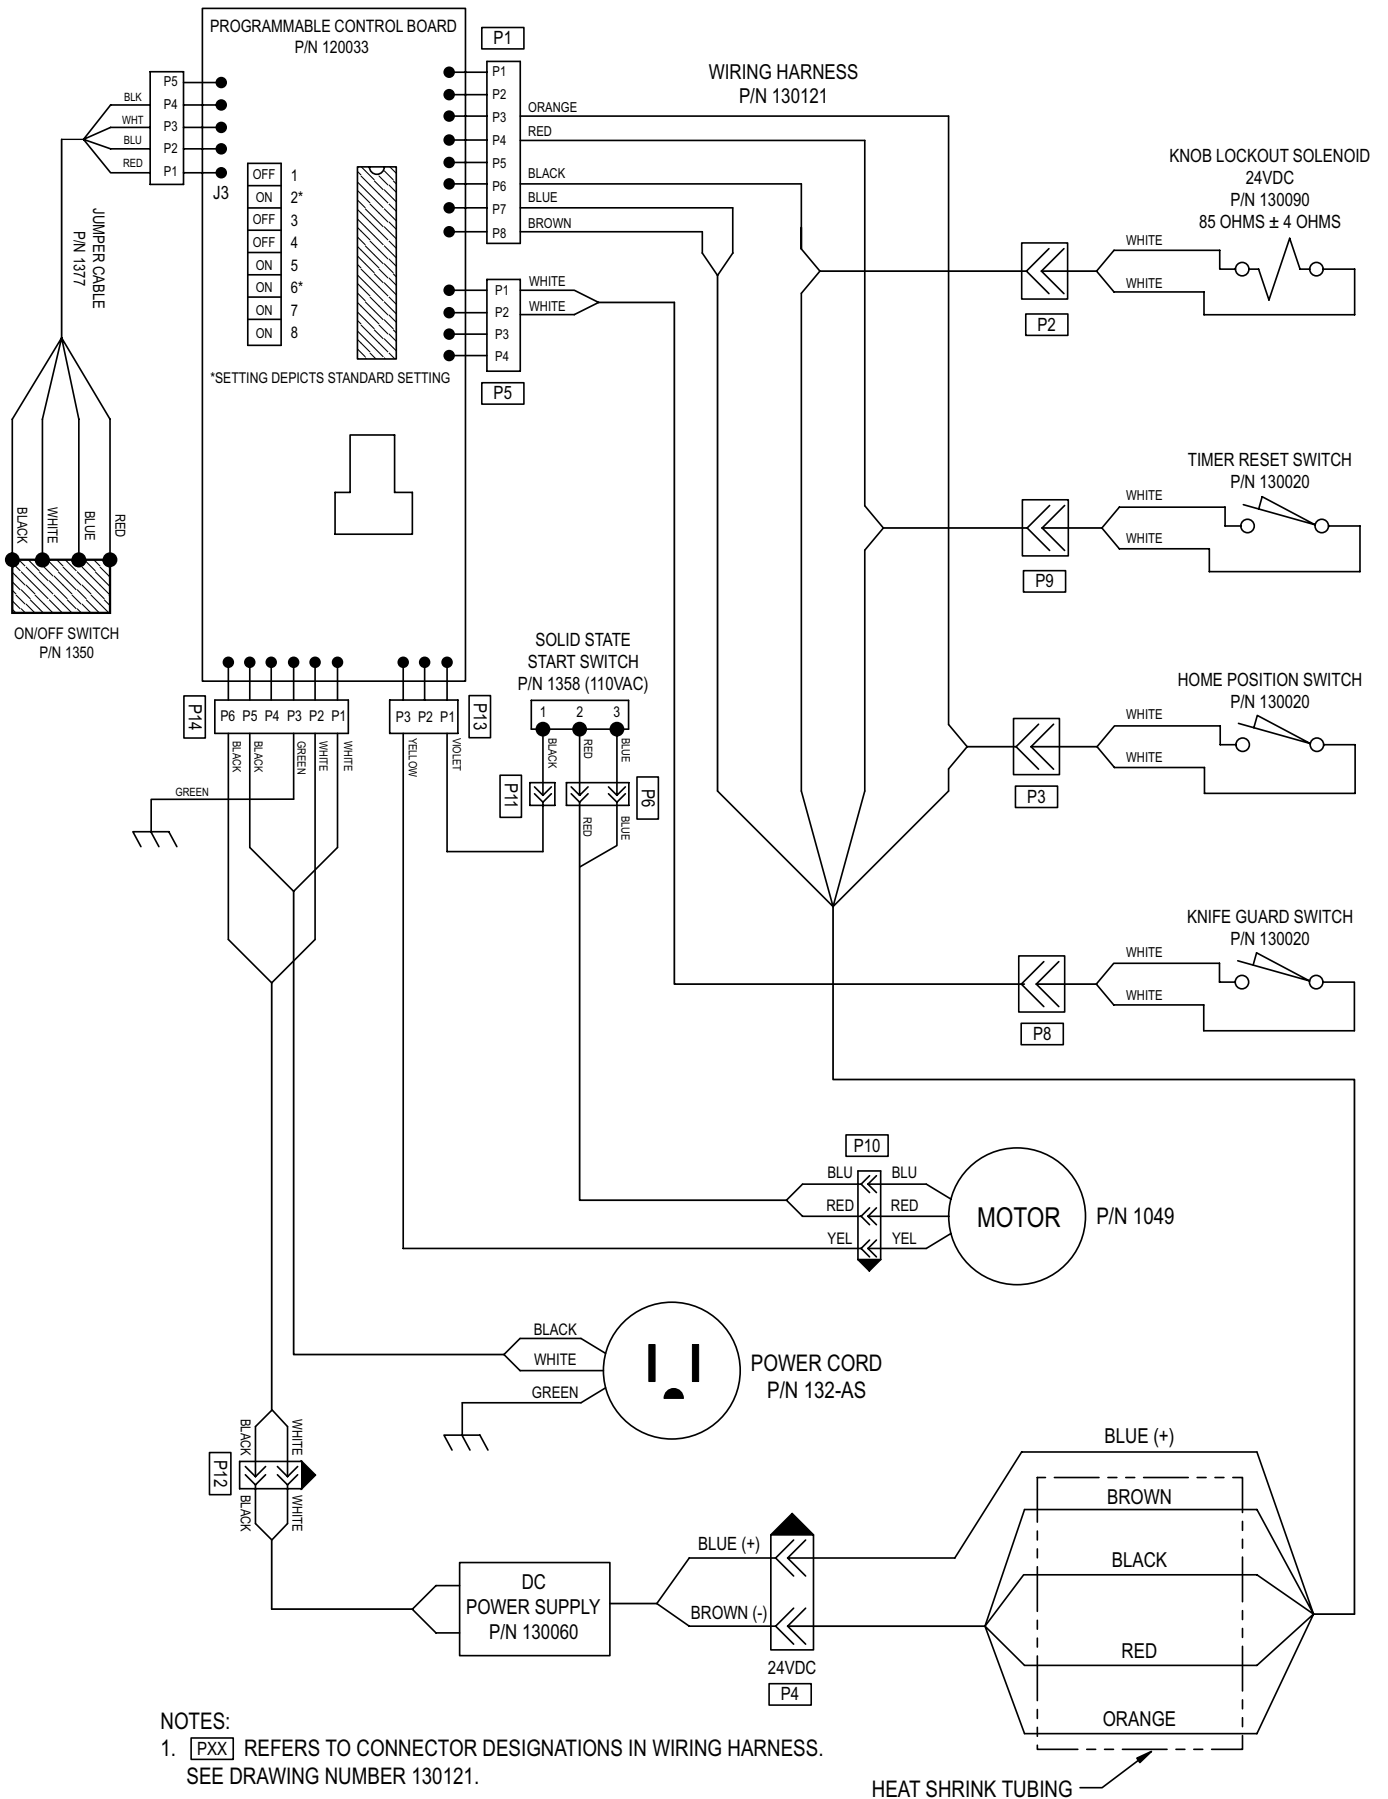 PROGRAMMABLE CONTROL BOARD
P/N 120033
P1
WIRING HARNESS
P/N 130121
P5
P4
P3
P2
P1
BLK
WHT
BLU
RED
J3
JUMPER CABLE
P/N 1377
OFF 1
ON 2*
OFF 3
OFF 4
ON 5
ON 6*
ON 7
ON 8
*SETTING DEPICTS STANDARD SETTING
P1
P2
P3 ORANGE
P4 RED
P5
P6 BLACK
P7 BLUE
P8 BROWN
P1 WHITE
P2 WHITE
P3
P4
P5
KNOB LOCKOUT SOLENOID
24VDC
P/N 130090
85 OHMS ± 4 OHMS
WHITE
WHITE
P2
TIMER RESET SWITCH
P/N 130020
WHITE
WHITE
P9
HOME POSITION SWITCH
P/N 130020
WHITE
WHITE
P3
KNIFE GUARD SWITCH
P/N 130020
WHITE
WHITE
P8
BLACK
WHITE
BLUE
RED
ON/OFF SWITCH
P/N 1350
SOLID STATE
START SWITCH
P/N 1358 (110VAC)
1 2 3
BLACK
RED
BLUE
P11
P6
RED
BLUE
P14
P6 P5 P4 P3 P2 P1
BLACK
BLACK
GREEN
WHITE
WHITE
GREEN
P3 P2 P1
P13
YELLOW
VIOLET
P10
BLU BLU
RED RED
YEL YEL
MOTOR
P/N 1049
BLACK
WHITE
GREEN
POWER CORD
P/N 132-AS
BLACK
WHITE
P12
BLACK
WHITE
DC
POWER SUPPLY
P/N 130060
BLUE (+)
BROWN (-)
24VDC
P4
BLUE (+)
BROWN
BLACK
RED
ORANGE
HEAT SHRINK TUBING
NOTES:
1. PXX REFERS TO CONNECTOR DESIGNATIONS IN WIRING HARNESS.
SEE DRAWING NUMBER 130121.